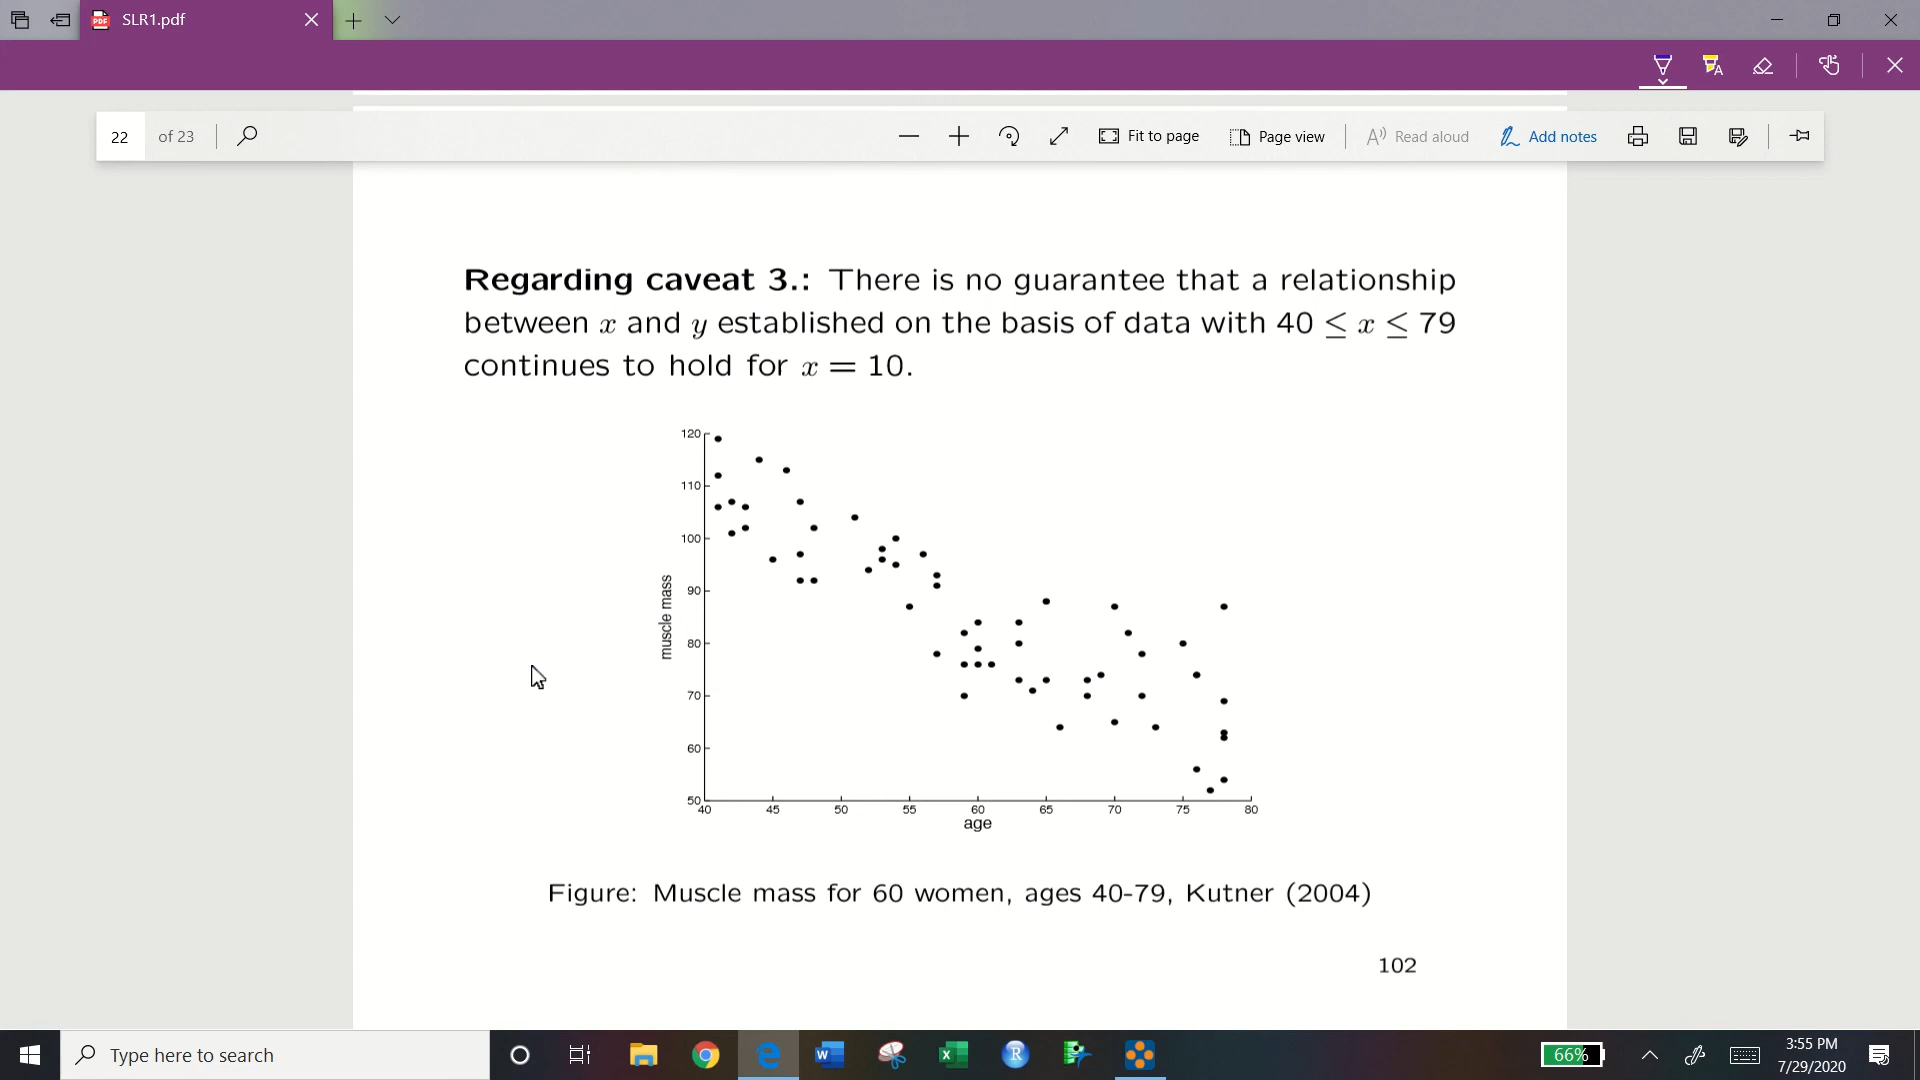 SLR1.pdf
22 of 23 Fit to page Page view Read aloud Add notes
Regarding caveat 3.: There is no guarantee that a relationship
between x and y established on the basis of data with 40 ≤ x ≤ 79
continues to hold for x = 10.
120
110
100
90
80
70
60
50
muscle mass
40 45 50 55 60 65 70 75 80
age
Figure: Muscle mass for 60 women, ages 40-79, Kutner (2004)
102
Type here to search
66%
3:55 PM
7/29/2020